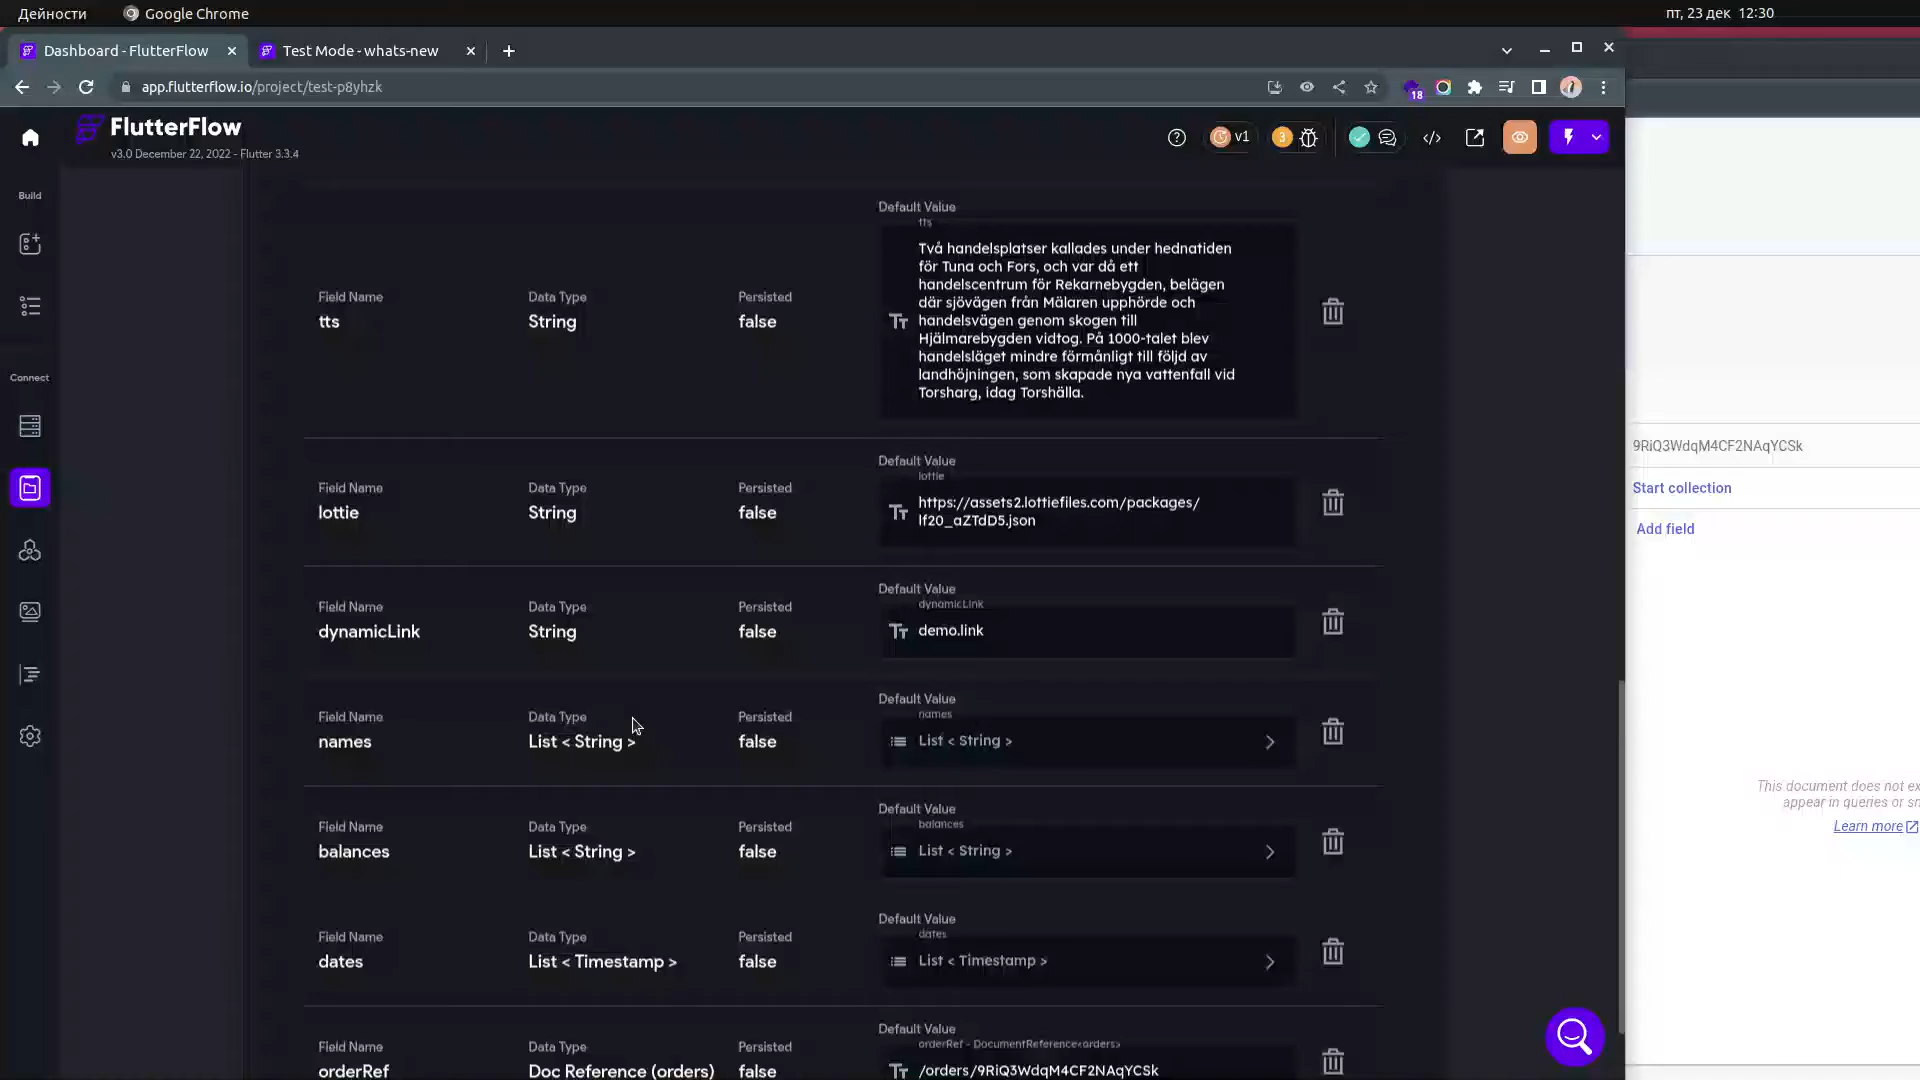 Дейности
Google Chrome
пт, 23 дек 12:30
Dashboard - FlutterFlow
Test Mode - whats-new
app.flutterflow.io/project/test-p8yhzk
18
FlutterFlow
v3.0 December 22, 2022 - Flutter 3.3.4
v1
3
Build
Connect
Default Value
tts
Field Name
tts
Data Type
String
Persisted
false
Två handelsplatser kallades under hednatiden
för Tuna och Fors, och var då ett
handelscentrum för Rekarnebygden, belägen
där sjövägen från Mälaren upphörde och
handelsvägen genom skogen till
Hjälmarebygden vidtog. På 1000-talet blev
handelsläget mindre förmånligt till följd av
landhöjningen, som skapade nya vattenfall vid
Torsharg, idag Torshälla.
Field Name
lottie
Data Type
String
Persisted
false
Default Value
lottie
https://assets2.lottiefiles.com/packages/
lf20_aZTdD5.json
Field Name
dynamicLink
Data Type
String
Persisted
false
Default Value
dynamicLink
demo.link
Field Name
names
Data Type
List < String >
Persisted
false
Default Value
names
List < String >
Field Name
balances
Data Type
List < String >
Persisted
false
Default Value
balances
List < String >
Field Name
dates
Data Type
List < Timestamp >
Persisted
false
Default Value
dates
List < Timestamp >
Field Name
orderRef
Data Type
Doc Reference (orders)
Persisted
false
Default Value
orderRef - DocumentReference<orders>
/orders/9RiQ3WdqM4CF2NAqYCSk
9RiQ3WdqM4CF2NAqYCSk
Start collection
Add field
This document does not ex
appear in queries or sn
Learn more